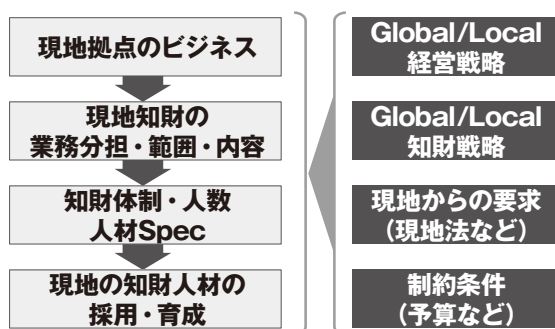 現地拠点のビジネス
現地知財の
業務分担・範囲・内容
知財体制・人数
人材Spec
現地の知財人材の
採用・育成
Global/Local
経営戦略
Global/Local
知財戦略
現地からの要求
(現地法など)
制約条件
(予算など)